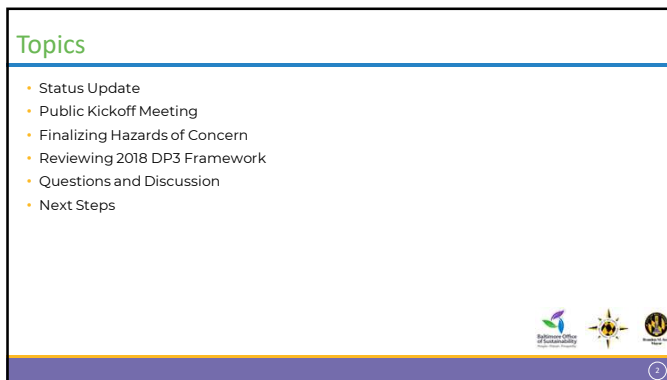 Topics
• Status Update
• Public Kickoff Meeting
• Finalizing Hazards of Concern
• Reviewing 2018 DP3 Framework
• Questions and Discussion
• Next Steps
Baltimore Office
of Sustainability
2